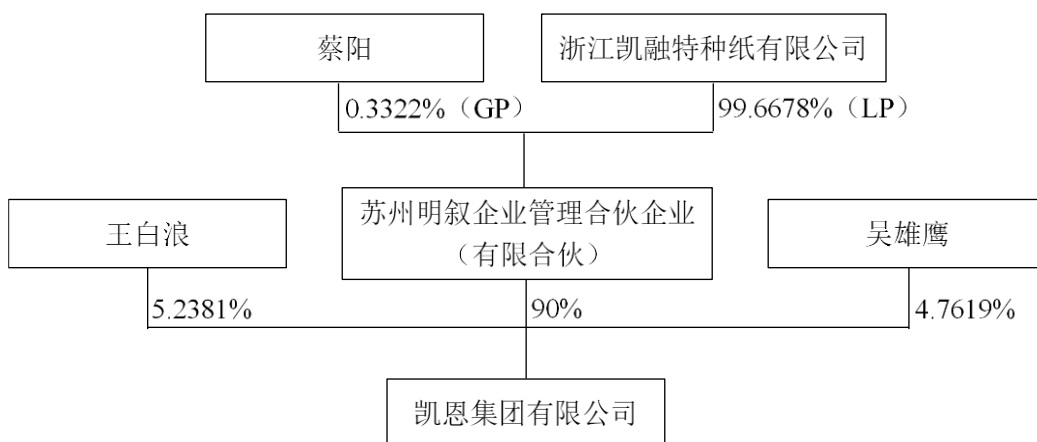 蔡阳
浙江凯融特种纸有限公司
0.3322%（GP）
99.6678%（LP）
王白浪
苏州明叙企业管理合伙企业
（有限合伙）
吴雄鹰
5.2381%
90%
4.7619%
凯恩集团有限公司